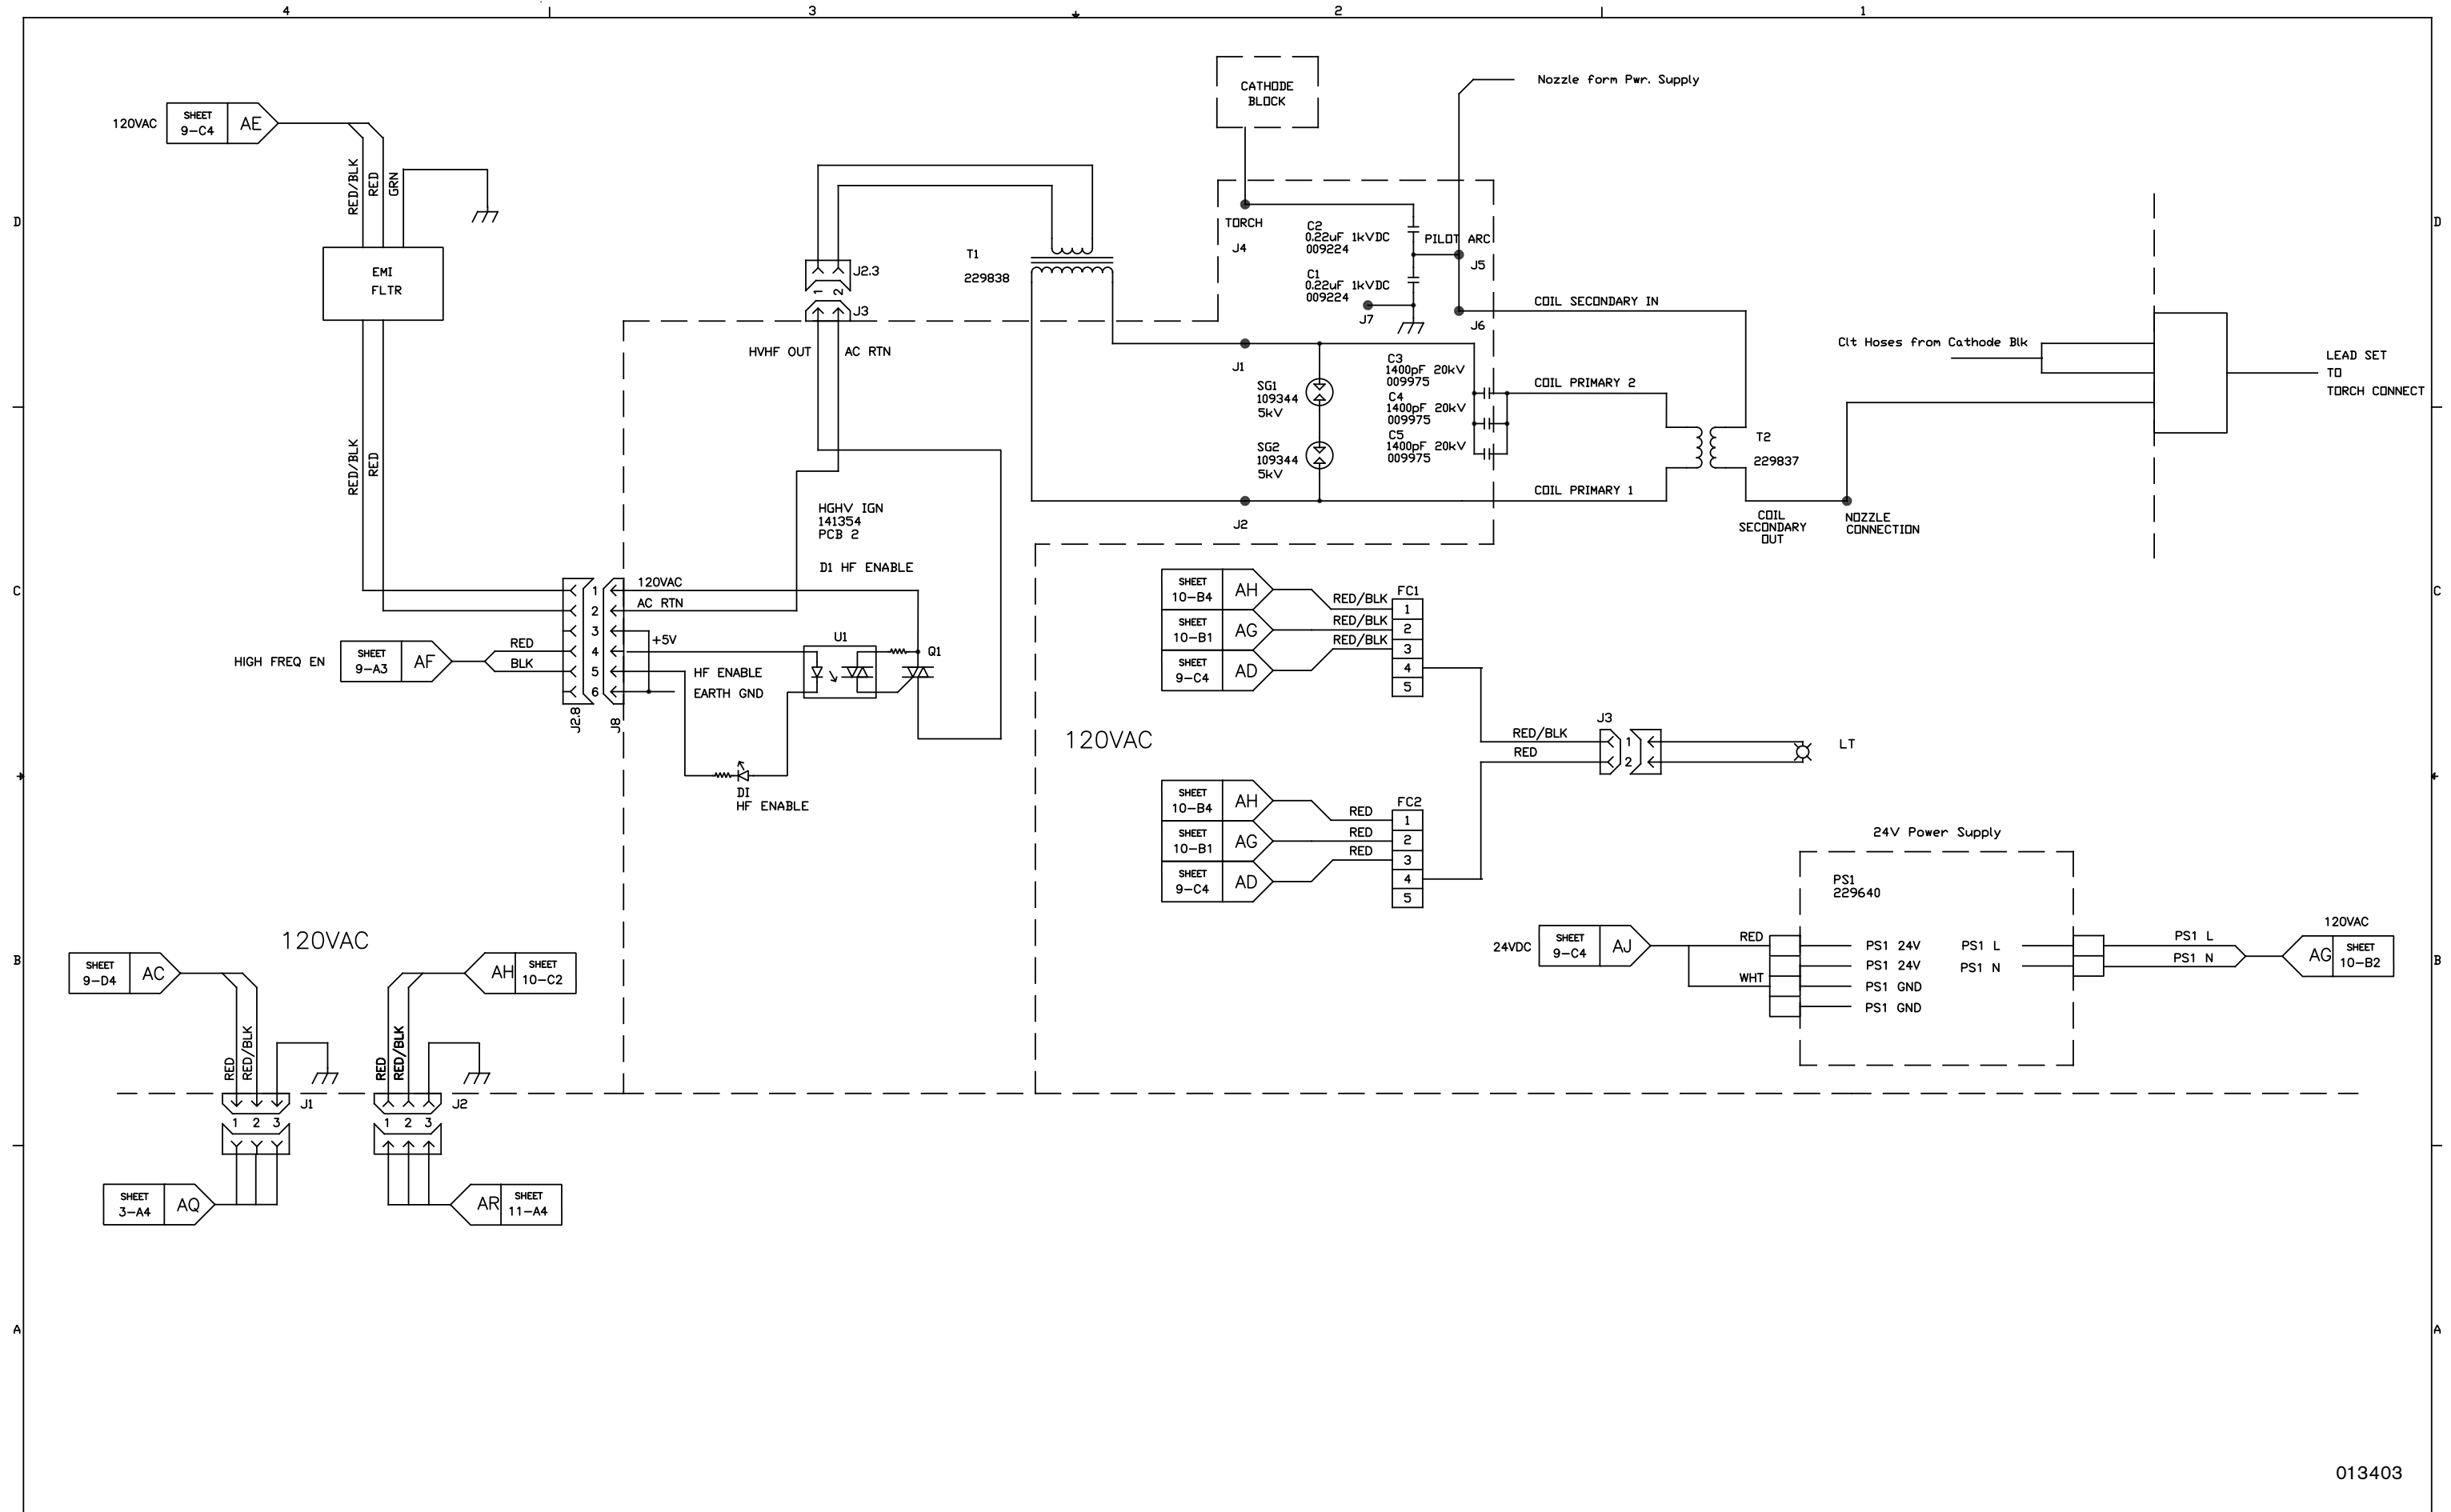 4
3
2
1
D
C
B
A
D
C
B
A
120VAC
SHEET
9-C4
AE
RED/BLK
RED
GRN
EMI
FLTR
RED/BLK
RED
HIGH FREQ EN
SHEET
9-A3
AF
RED
BLK
J2.8
1
2
3
4
5
6
J8
120VAC
AC RTN
+5V
HF ENABLE
EARTH GND
U1
Q1
DI
HF ENABLE
HGHV IGN
141354
PCB 2
D1 HF ENABLE
J2.3
1
2
J3
HVHF OUT
AC RTN
T1
229838
CATHODE
BLOCK
Nozzle form Pwr. Supply
TORCH
J4
C2
0.22uF 1kVDC
009224
PILOT ARC
J5
C1
0.22uF 1kVDC
009224
J7
J6
COIL SECONDARY IN
J1
SG1
109344
5kV
SG2
109344
5kV
J2
C3
1400pF 20kV
009975
C4
1400pF 20kV
009975
C5
1400pF 20kV
009975
COIL PRIMARY 2
COIL PRIMARY 1
T2
229837
COIL
SECONDARY
OUT
NOZZLE
CONNECTION
Clt Hoses from Cathode Blk
LEAD SET
TO
TORCH CONNECT
120VAC
SHEET
10-B4
AH
SHEET
10-B1
AG
SHEET
9-C4
AD
RED/BLK
RED/BLK
RED/BLK
FC1
1
2
3
4
5
RED/BLK
RED
J3
1
2
LT
SHEET
10-B4
AH
SHEET
10-B1
AG
SHEET
9-C4
AD
RED
RED
RED
FC2
1
2
3
4
5
24V Power Supply
PS1
229640
24VDC
SHEET
9-C4
AJ
RED
WHT
PS1 24V
PS1 24V
PS1 GND
PS1 GND
PS1 L
PS1 N
PS1 L
PS1 N
120VAC
AG
SHEET
10-B2
120VAC
SHEET
9-D4
AC
RED
RED/BLK
J1
1 2 3
SHEET
3-A4
AQ
AH
SHEET
10-C2
RED
RED/BLK
J2
1 2 3
AR
SHEET
11-A4
013403